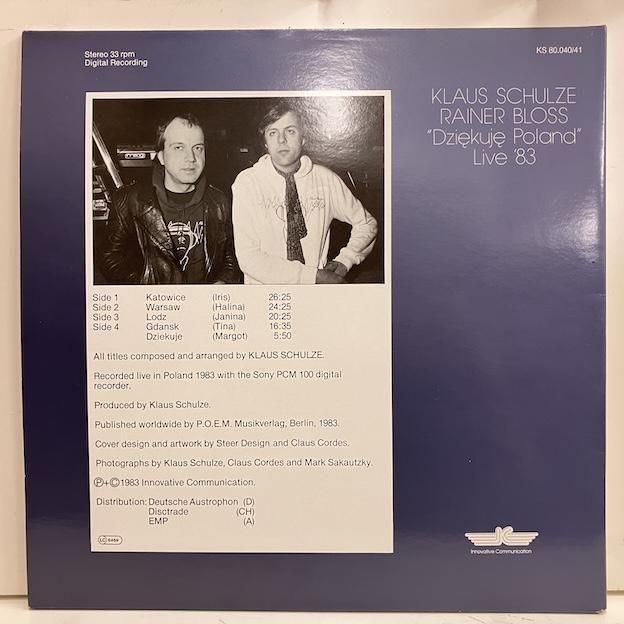 Stereo 33 rpm
Digital Recording
KS 80.040/41
KLAUS SCHULZE
RAINER BLOSS
"Dziękuję Poland"
Live '83
Side 1 Katowice (Iris) 26:25
Side 2 Warsaw (Halina) 24:25
Side 3 Lodz (Janina) 20:25
Side 4 Gdansk (Tina) 16:35
Dziekuje (Margot) 5:50
All titles composed and arranged by KLAUS SCHULZE.
Recorded live in Poland 1983 with the Sony PCM 100 digital
recorder.
Produced by Klaus Schulze.
Published worldwide by P.O.E.M. Musikverlag, Berlin, 1983.
Cover design and artwork by Steer Design and Claus Cordes.
Photographs by Klaus Schulze, Claus Cordes and Mark Sakautzky.
Ⓟ+©1983 Innovative Communication.
Distribution: Deutsche Austrophon (D)
Disctrade (CH)
EMP (A)
LC 8459
IC
Innovative Communication